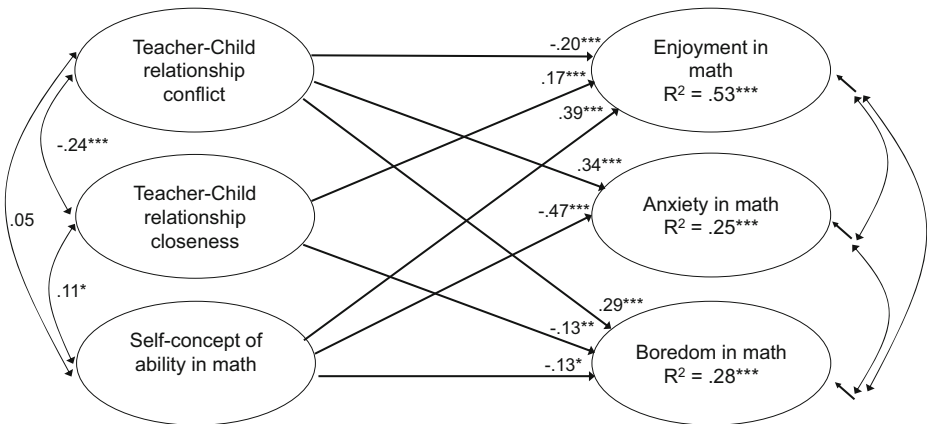 Teacher-Child
relationship
conflict
Teacher-Child
relationship
closeness
Self-concept of
ability in math
-.24***
.05
.11*
-.20***
.17***
.39***
.34***
-.47***
.29***
-.13**
-.13*
Enjoyment in
math
R² = .53***
Anxiety in math
R² = .25***
Boredom in math
R² = .28***